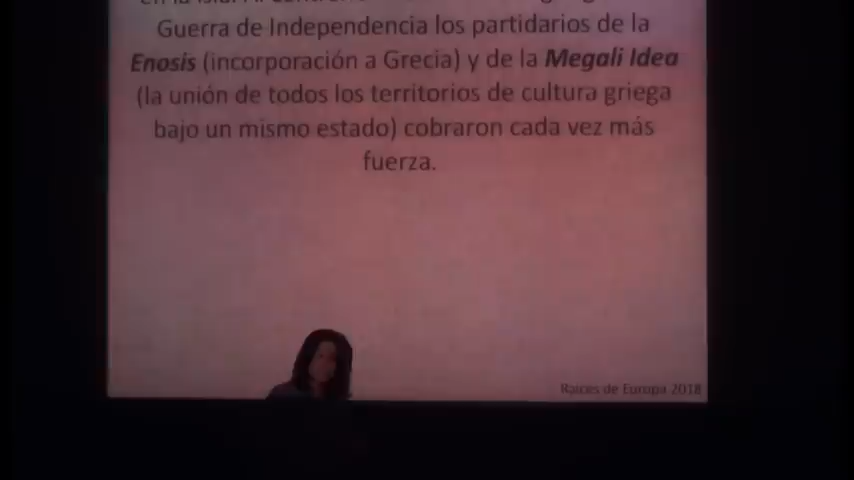 Guerra de Independencia los partidarios de la
Enosis (incorporación a Grecia) y de la Megali Idea
(la unión de todos los territorios de cultura griega
bajo un mismo estado) cobraron cada vez más
fuerza.
Raíces de Europa 2018